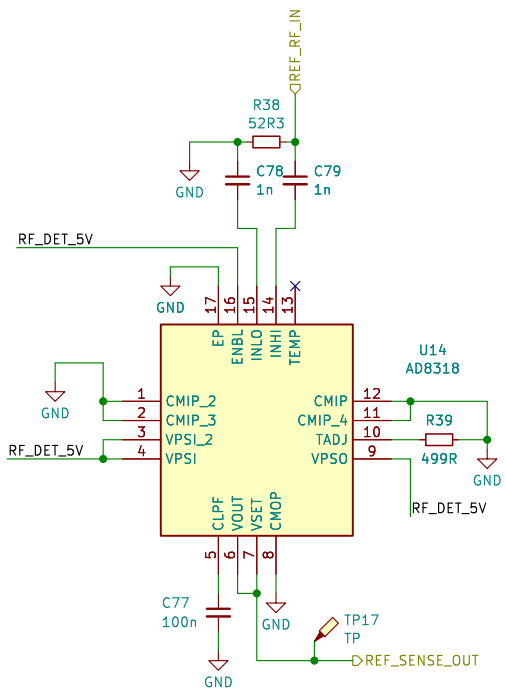 REF_RF_IN
R38
52R3
C78
1n
C79
1n
GND
RF_DET_5V
GND
17
16
15
14
13
EP
ENBL
INLO
INHI
TEMP
U14
AD8318
GND
1
CMIP_2
2
CMIP_3
3
VPSI_2
4
VPSI
RF_DET_5V
CMIP
12
CMIP_4
11
TADJ
10
VPSO
9
R39
499R
GND
RF_DET_5V
CLPF
VOUT
VSET
CMOP
5
6
7
8
C77
100n
GND
GND
TP17
TP
REF_SENSE_OUT